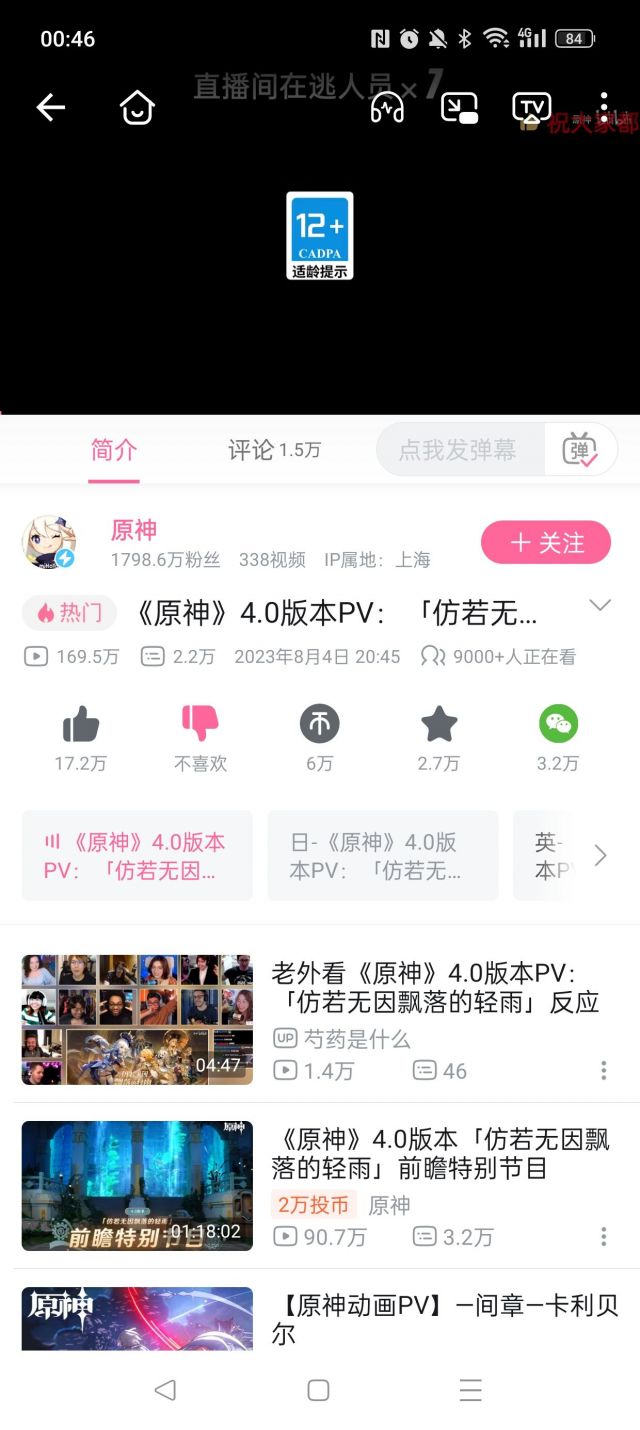 00:46
4G
84
直播间在逃人员×7
TV
祝大家都
12+
CADPA
适龄提示
简介
评论 1.5万
点我发弹幕
弹
原神
1798.6万粉丝 338视频 IP属地：上海
+ 关注
热门 《原神》4.0版本PV：「仿若无...
169.5万 2.2万 2023年8月4日 20:45 9000+人正在看
17.2万
不喜欢
6万
2.7万
3.2万
《原神》4.0版本
PV：「仿若无因...
日-《原神》4.0版
本PV：「仿若无...
英-
本PV
老外看《原神》4.0版本PV：
「仿若无因飘落的轻雨」反应
UP 芍药是什么
1.4万 46
04:47
《原神》4.0版本「仿若无因飘
落的轻雨」前瞻特别节目
2万投币 原神
90.7万 3.2万
原神
「仿若无因飘落的轻雨」
前瞻特别节目
01:18:02
原神
【原神动画PV】—间章—卡利贝
尔